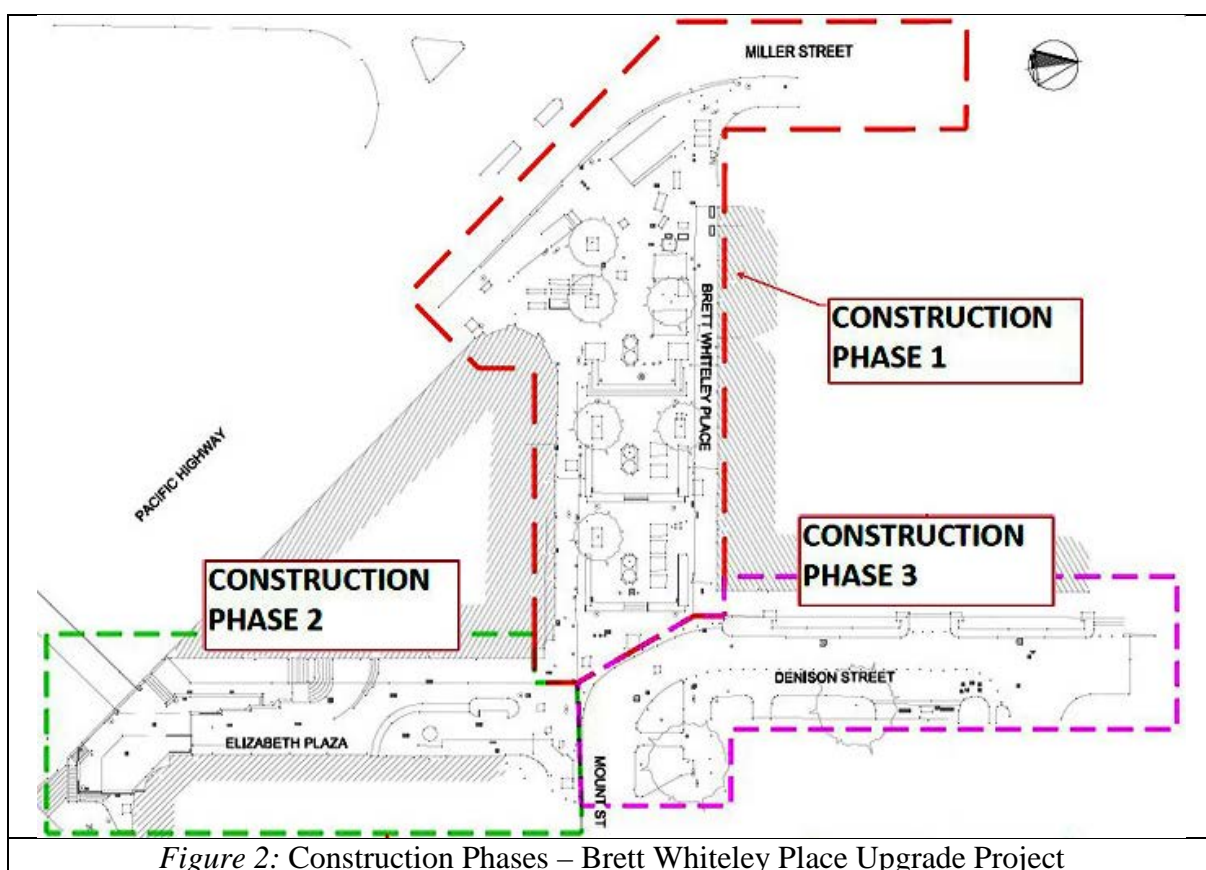 MILLER STREET
BRETT WHITELEY PLACE
CONSTRUCTION
PHASE 1
PACIFIC HIGHWAY
CONSTRUCTION
PHASE 3
CONSTRUCTION
PHASE 2
DENISON STREET
ELIZABETH PLAZA
MOUNT ST
Figure 2: Construction Phases – Brett Whiteley Place Upgrade Project